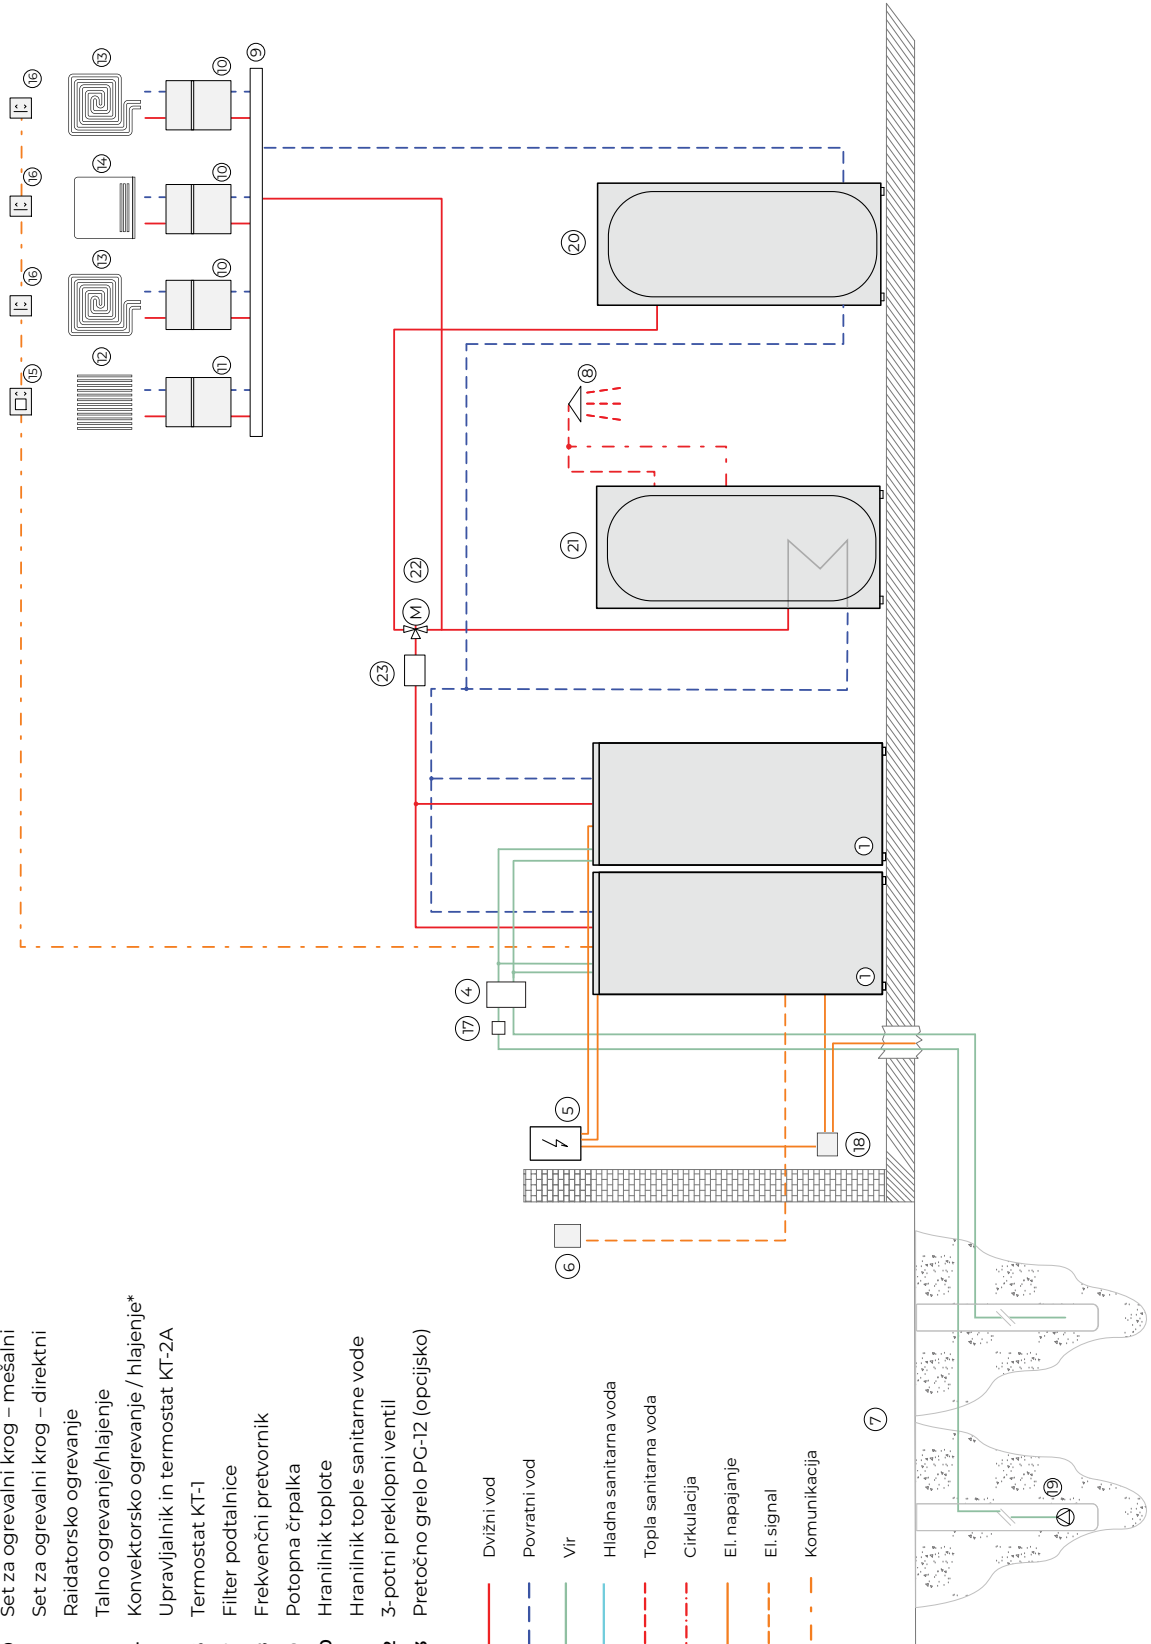 Set za ogrevalni krog – mešalni
Set za ogrevalni krog – direktni
Raidatorsko ogrevanje
Talno ogrevanje/hlajenje
Konvektorsko ogrevanje / hlajenje*
Upravljalnik in termostat KT-2A
Termostat KT-1
Filter podtalnice
Frekvenčni pretvornik
Potopna črpalka
Hranilnik toplote
Hranilnik tople sanitarne vode
3-potni preklopni ventil
Pretočno grelo PG-12 (opcijsko)
Dvižni vod
Povratni vod
Vir
Hladna sanitarna voda
Topla sanitarna voda
Cirkulacija
El. napajanje
El. signal
Komunikacija
16
16
16
15
13
14
13
12
10
10
10
11
9
20
8
21
22
M
23
1
1
4
17
5
18
6
7
19